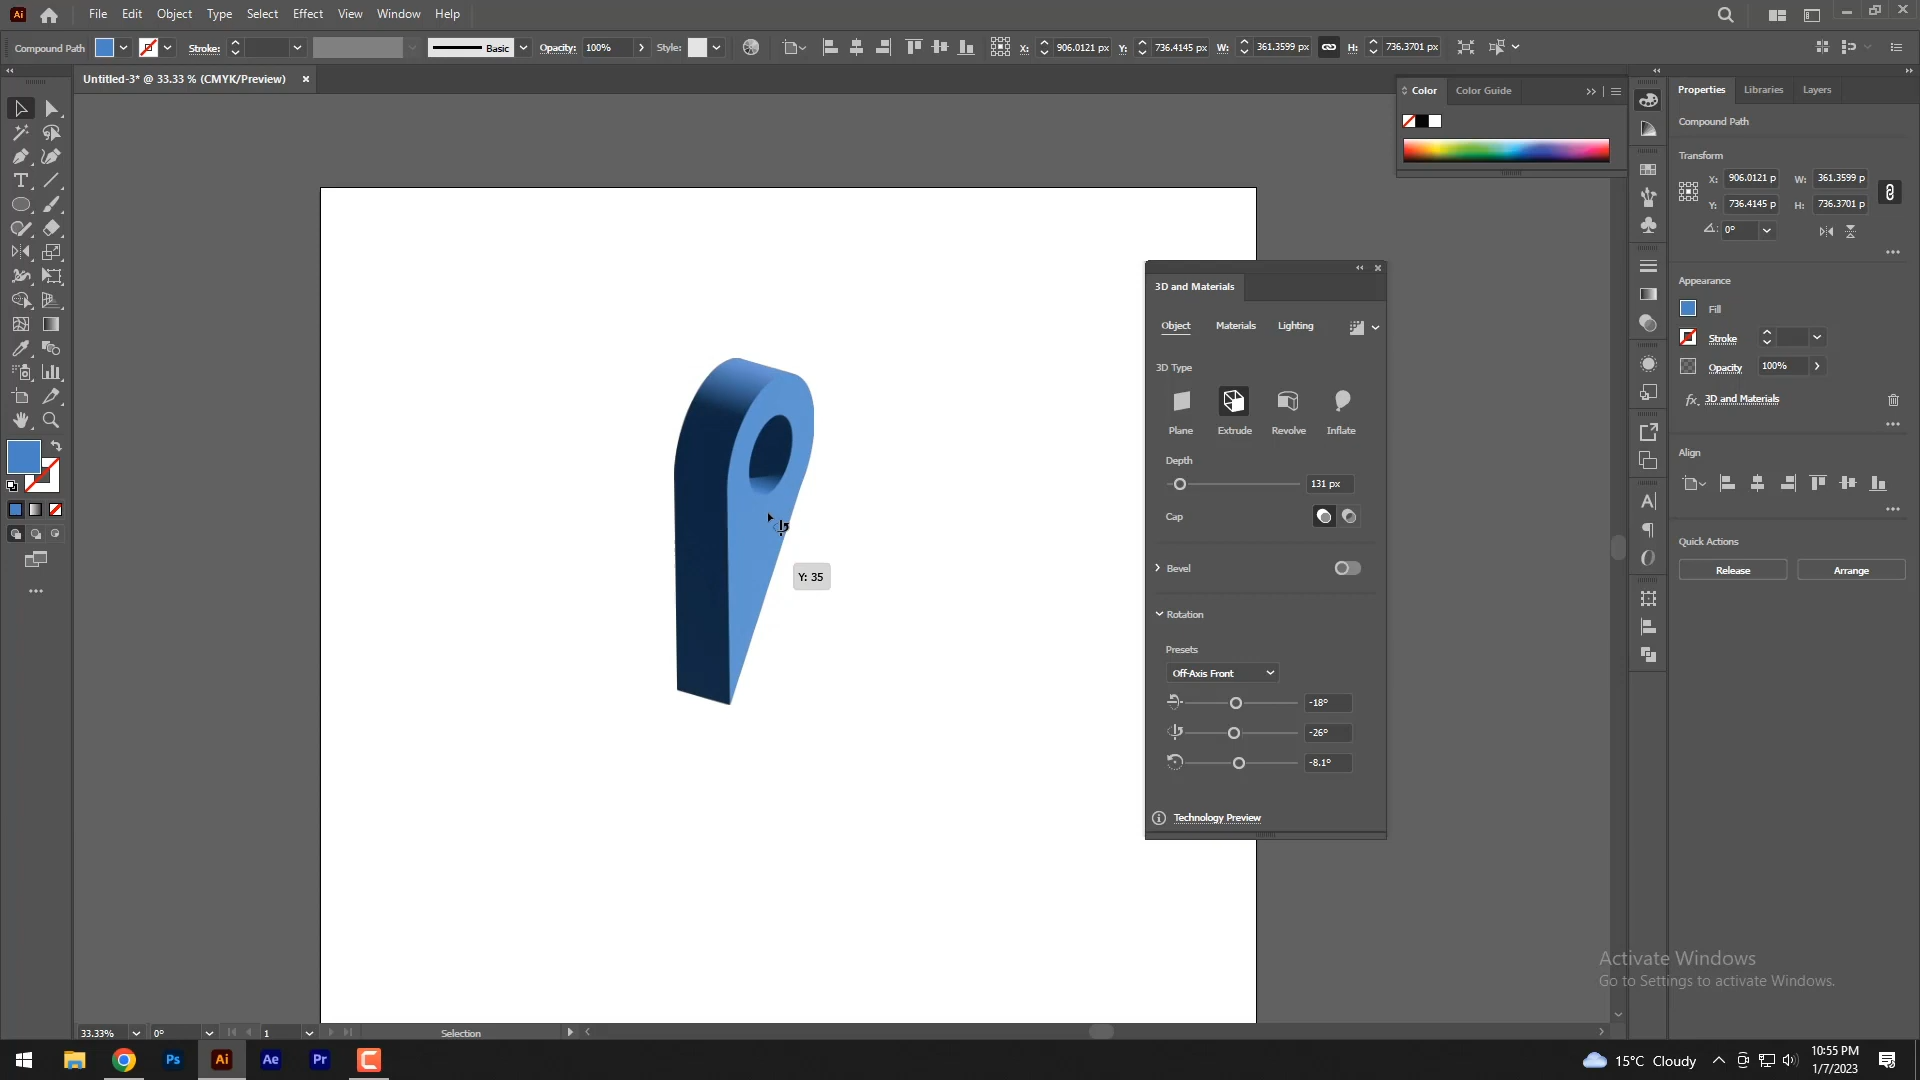 Ai File Edit Object Type Select Effect View Window Help
Compound Path Stroke: Basic Opacity: 100% Style: X: 906.0121 px Y: 736.4145 px W: 361.3599 px H: 736.3701 px
Untitled-3* @ 33.33 % (CMYK/Preview)
Color Color Guide
Properties Libraries Layers
Compound Path
Transform
X: 906.0121 p W: 361.3599 p
Y: 736.4145 p H: 736.3701 p
0°
Appearance
Fill
Stroke
Opacity 100%
fx. 3D and Materials
Align
Quick Actions
Release Arrange
3D and Materials
Object Materials Lighting
3D Type
Plane Extrude Revolve Inflate
Depth
131 px
Cap
Bevel
Rotation
Presets
Off-Axis Front
-18°
-26°
-8.1°
Technology Preview
Y: 35
Activate Windows
Go to Settings to activate Windows.
33.33% 0° 1 Selection
Ps Ai Ae Pr
15°C Cloudy
10:55 PM
1/7/2023